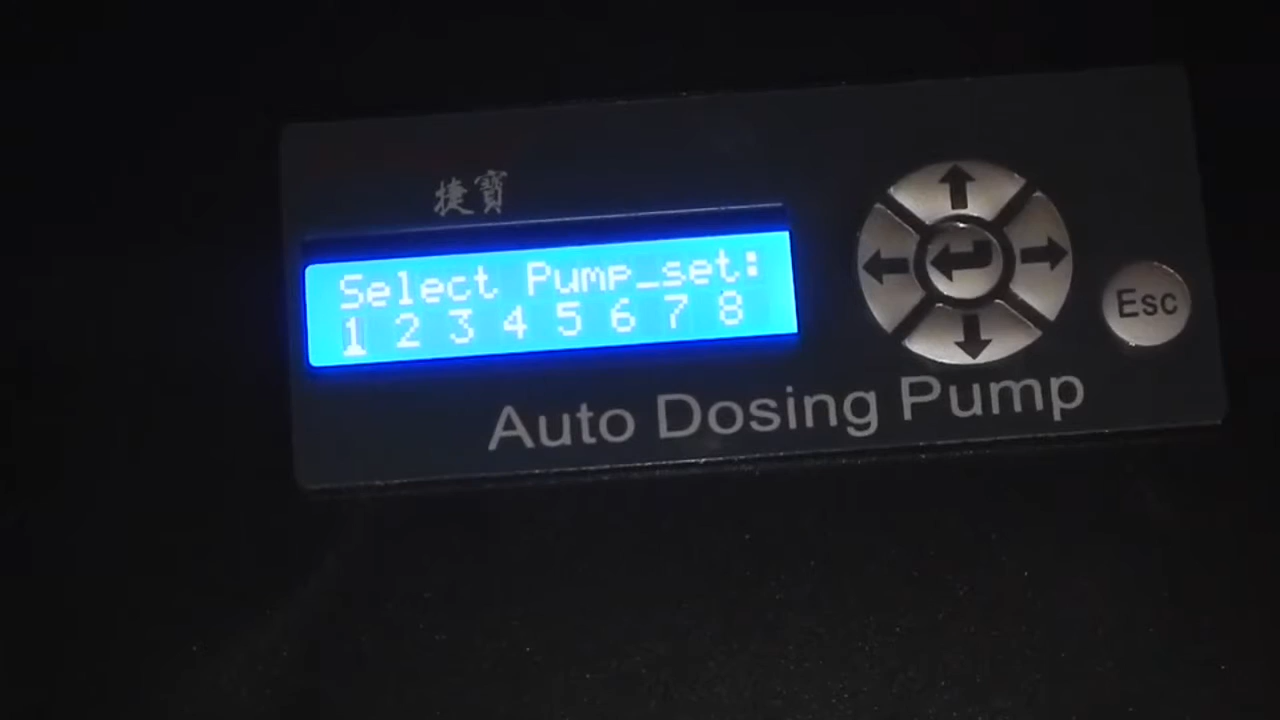 捷寶
Select Pump_set:
1 2 3 4 5 6 7 8
Esc
Auto Dosing Pump